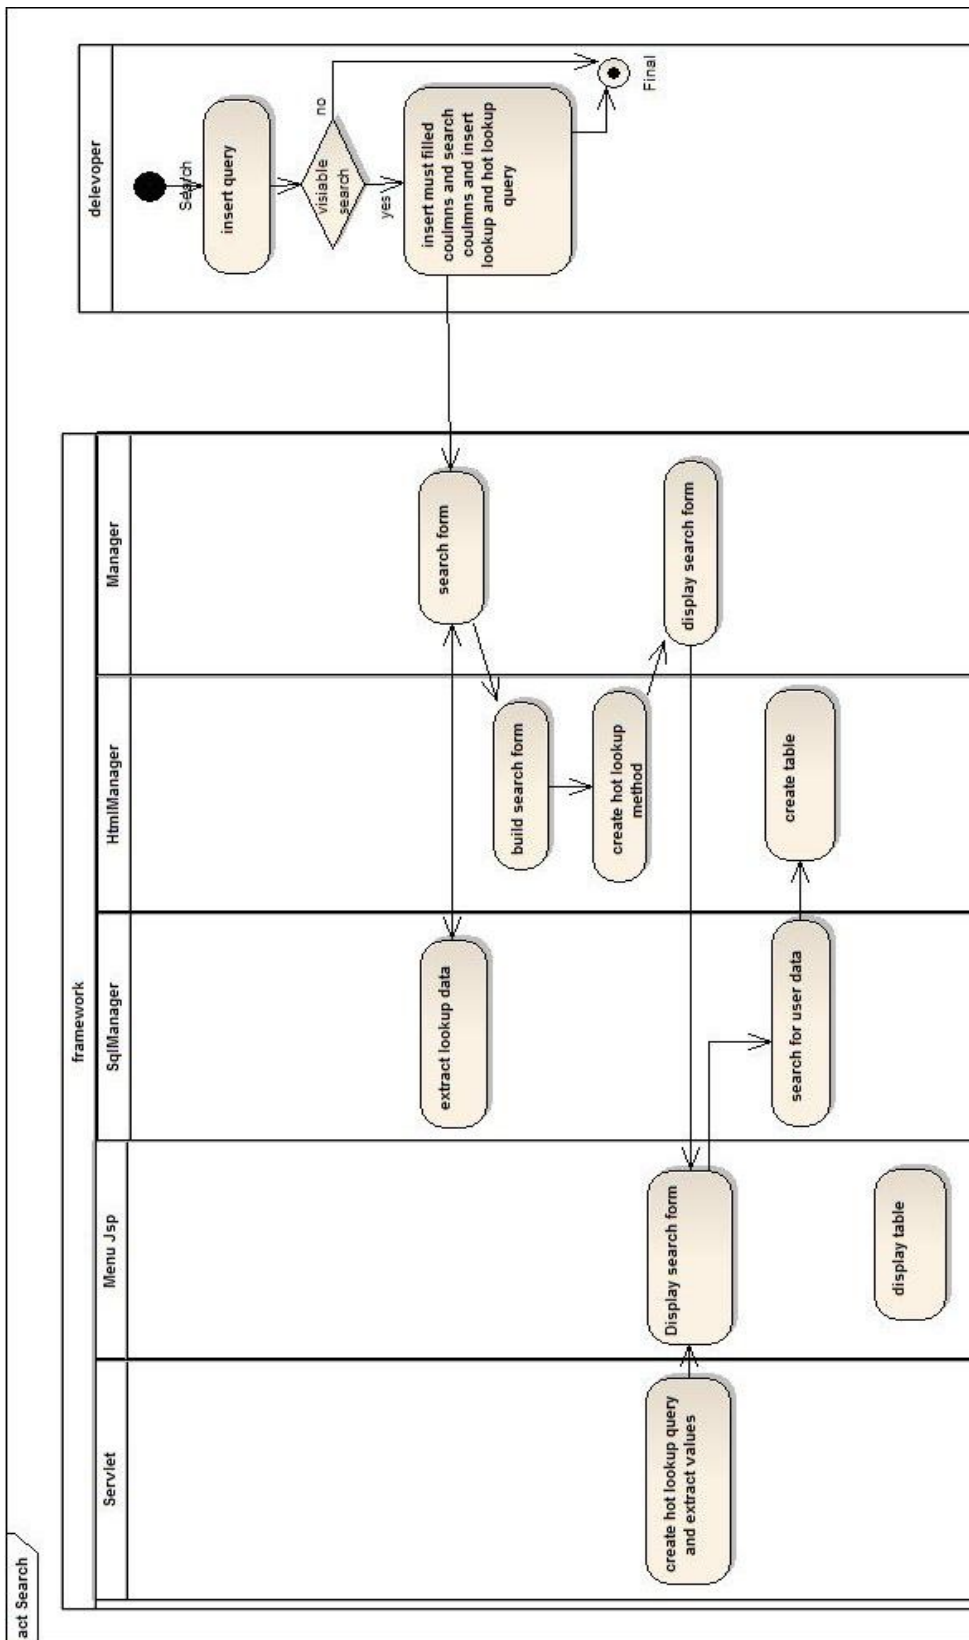 act Search
framework
Servlet
Menu Jsp
SqlManager
HtmlManager
Manager
delevoper
Search
insert query
visiable
search
no
yes
insert must filled
coulmns and search
coulmns and insert
lookup and hot lookup
query
Final
extract lookup data
search form
build search form
create hot lookup
method
display search form
create hot lookup query
and extract values
Display search form
search for user data
create table
display table